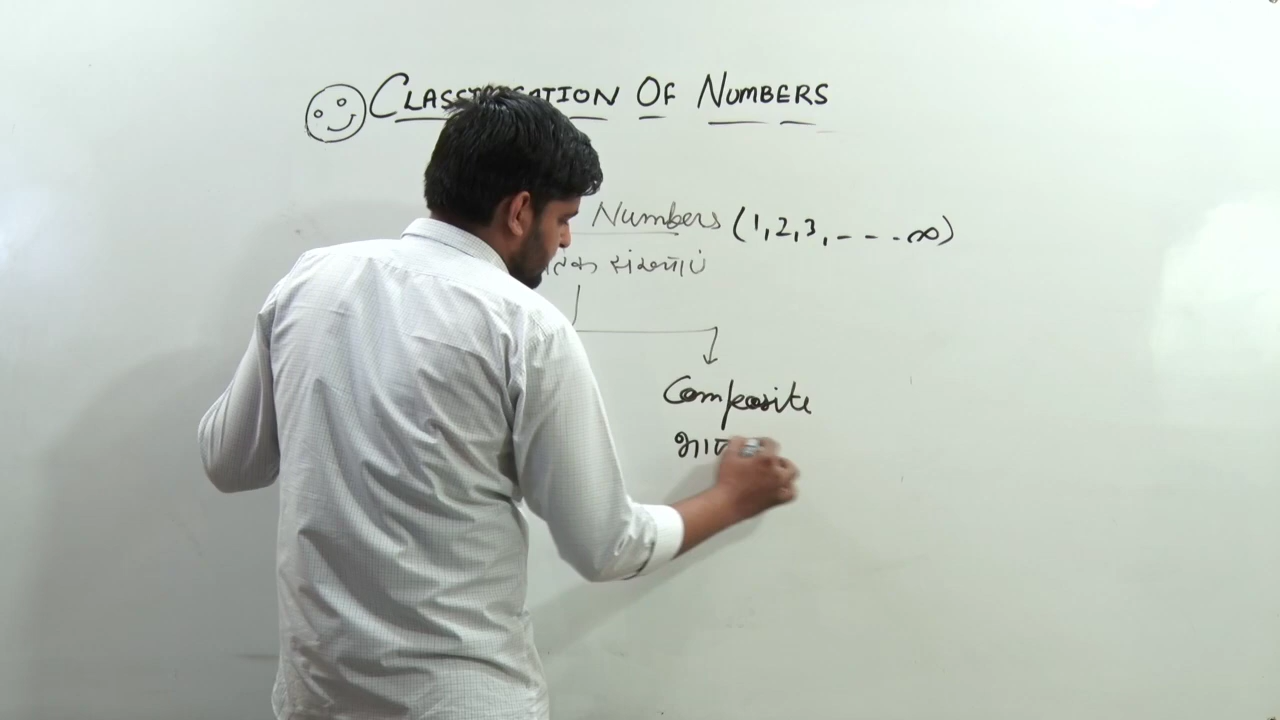 CLASSIFICATION OF NUMBERS
Numbers (1,2,3,---.∞)
संख्याएं
Composite
भाज